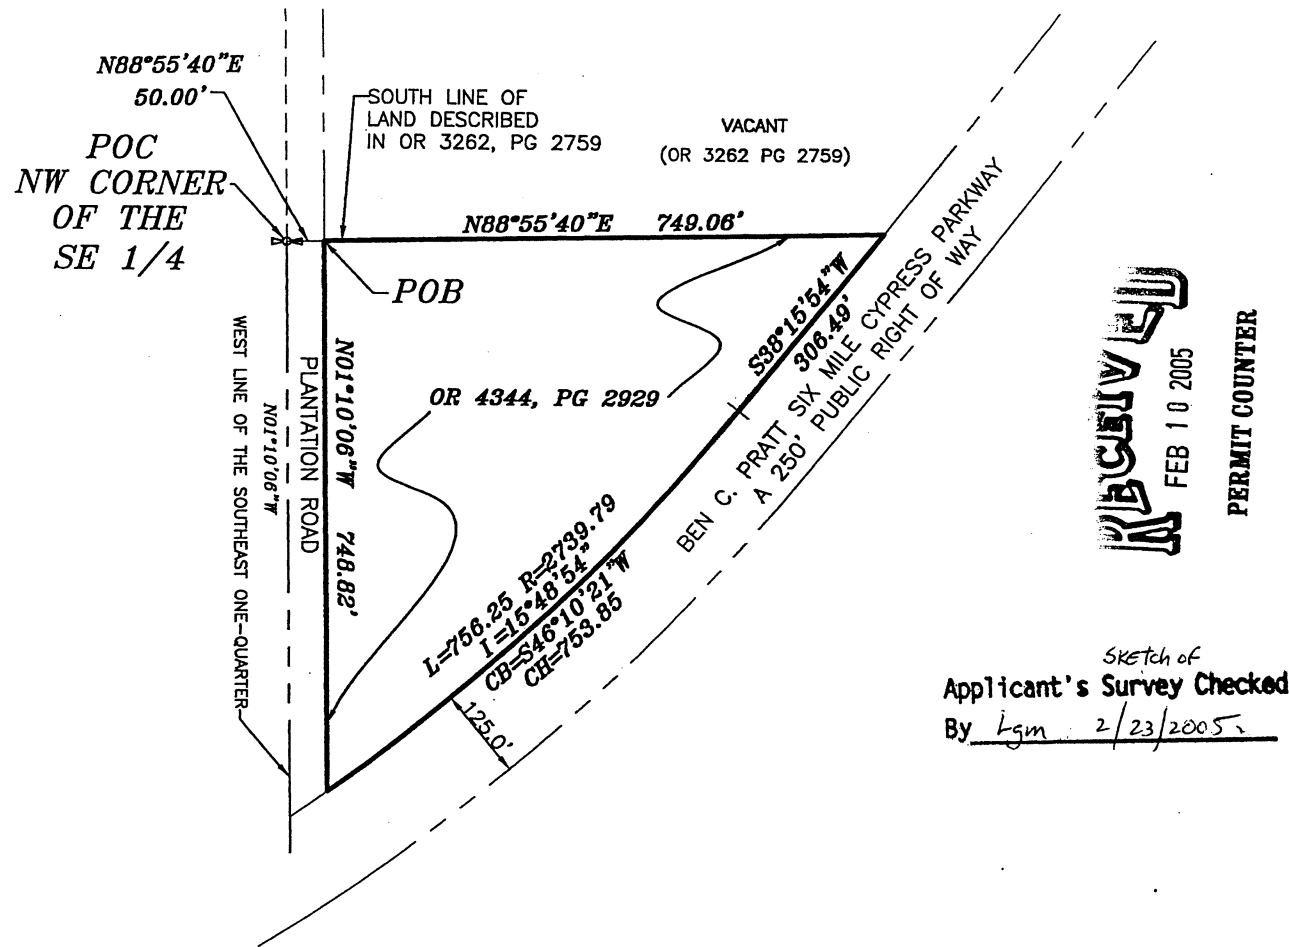 N88°55'40"E
50.00'
POC
NW CORNER
OF THE
SE 1/4
SOUTH LINE OF
LAND DESCRIBED
IN OR 3262, PG 2759
VACANT
(OR 3262 PG 2759)
N88°55'40"E 749.06'
POB
S38°15'54"W
306.49'
BEN C. PRATT SIX MILE CYPRESS PARKWAY
A 250' PUBLIC RIGHT OF WAY
WEST LINE OF THE SOUTHEAST ONE-QUARTER
N01°10'06"W
PLANTATION ROAD
N01°10'06"W 748.82'
OR 4344, PG 2929
L=756.25 R=2739.79
I=15°48'54"
CB=S46°10'21"W
CH=753.85
125.0'
RECEIVED
FEB 10 2005
PERMIT COUNTER
Sketch of
Applicant's Survey Checked
By Lgm 2/23/2005.